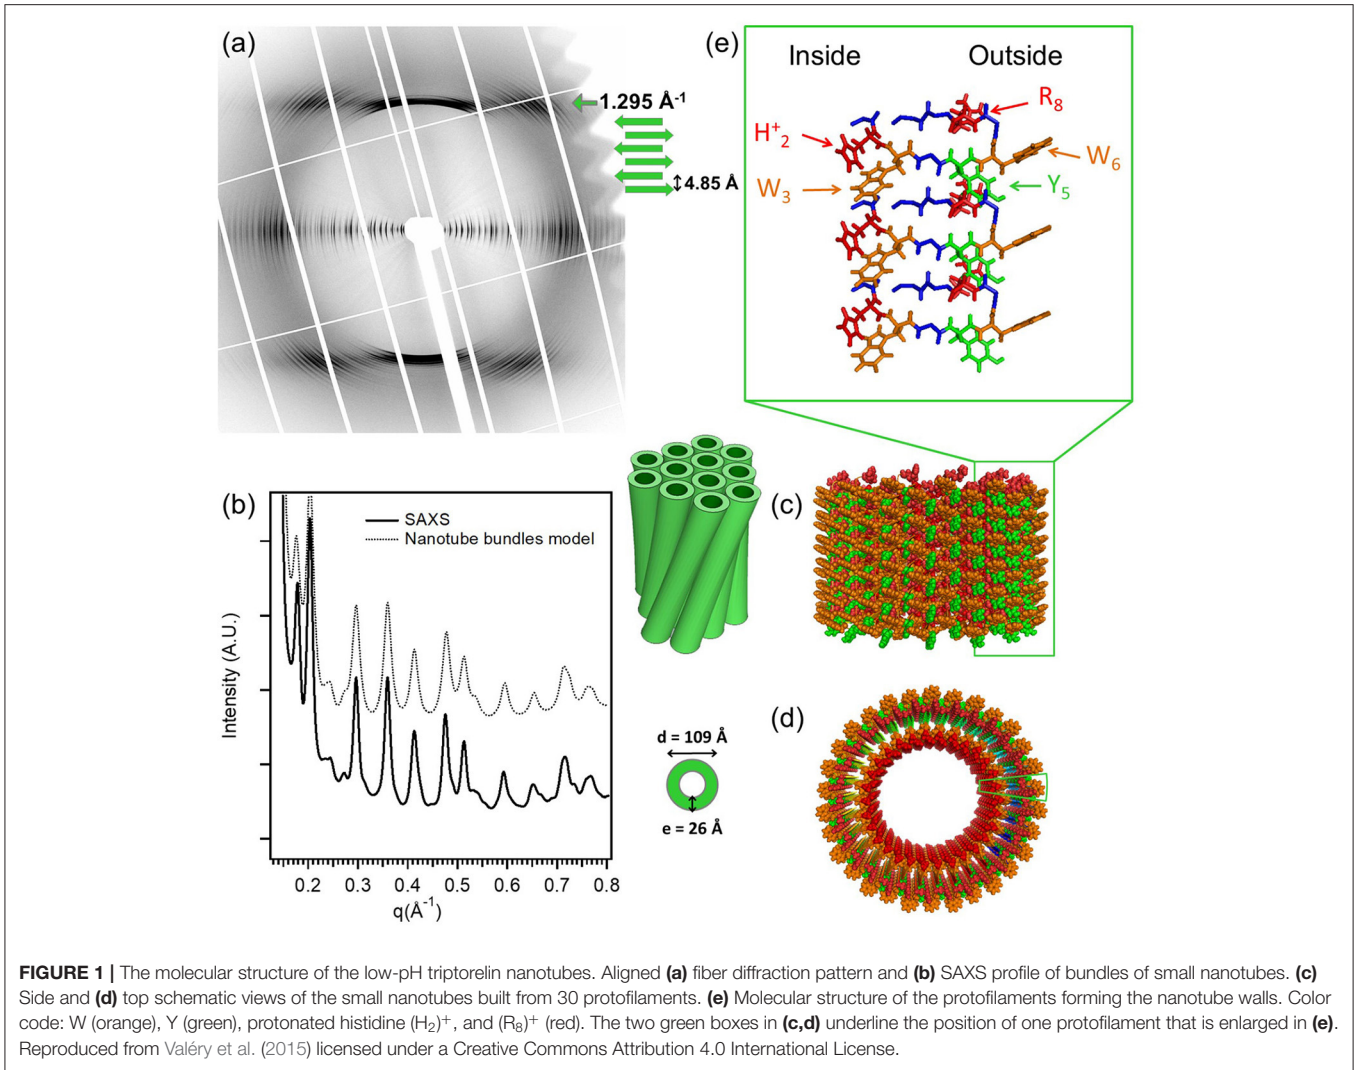 (a)
1.295 Å⁻¹
4.85 Å
(e)
Inside
Outside
R₈
H⁺₂
W₆
W₃
Y₅
(b)
SAXS
Nanotube bundles model
Intensity (A.U.)
0.2 0.3 0.4 0.5 0.6 0.7 0.8
q(Å⁻¹)
(c)
(d)
d = 109 Å
e = 26 Å
FIGURE 1 | The molecular structure of the low-pH triptorelin nanotubes. Aligned (a) fiber diffraction pattern and (b) SAXS profile of bundles of small nanotubes. (c)
Side and (d) top schematic views of the small nanotubes built from 30 protofilaments. (e) Molecular structure of the protofilaments forming the nanotube walls. Color
code: W (orange), Y (green), protonated histidine (H₂)⁺, and (R₈)⁺ (red). The two green boxes in (c,d) underline the position of one protofilament that is enlarged in (e).
Reproduced from Valéry et al. (2015) licensed under a Creative Commons Attribution 4.0 International License.